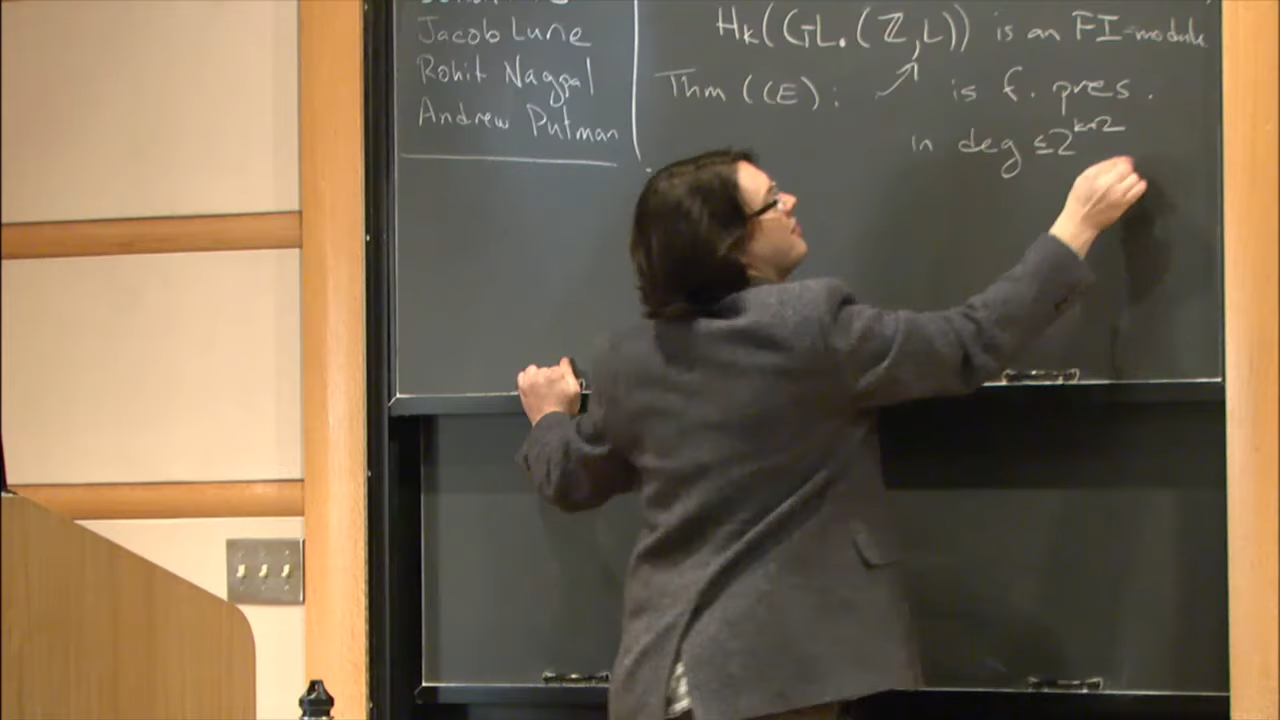 Jacob Lurie
Rohit Nagpal
Andrew Putman
Hk(GL.(ℤ,L)) is an FI-module
Thm (CE): ↗ is f. pres.
in deg ≤2^{k+2}